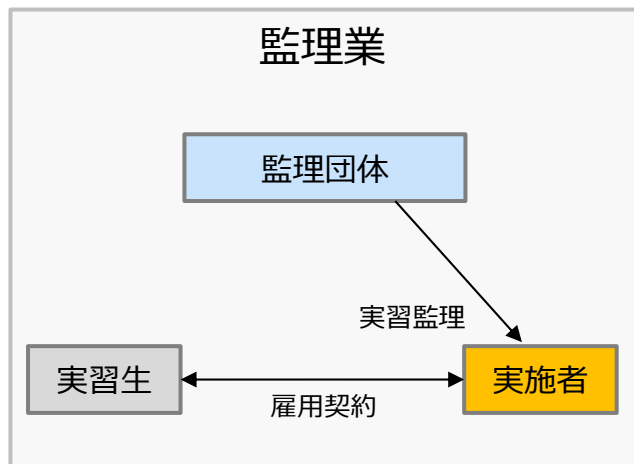 監理業
監理団体
実習監理
実習生
実施者
雇用契約